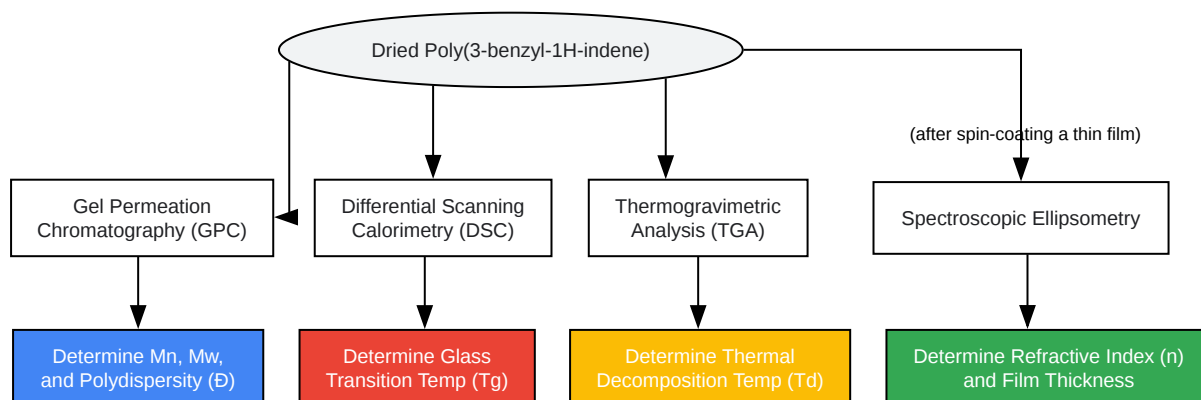 Dried Poly(3-benzyl-1H-indene)
(after spin-coating a thin film)
Gel Permeation
Chromatography (GPC)
Differential Scanning
Calorimetry (DSC)
Thermogravimetric
Analysis (TGA)
Spectroscopic Ellipsometry
Determine Mn, Mw,
and Polydispersity (Đ)
Determine Glass
Transition Temp (Tg)
Determine Thermal
Decomposition Temp (Td)
Determine Refractive Index (n)
and Film Thickness